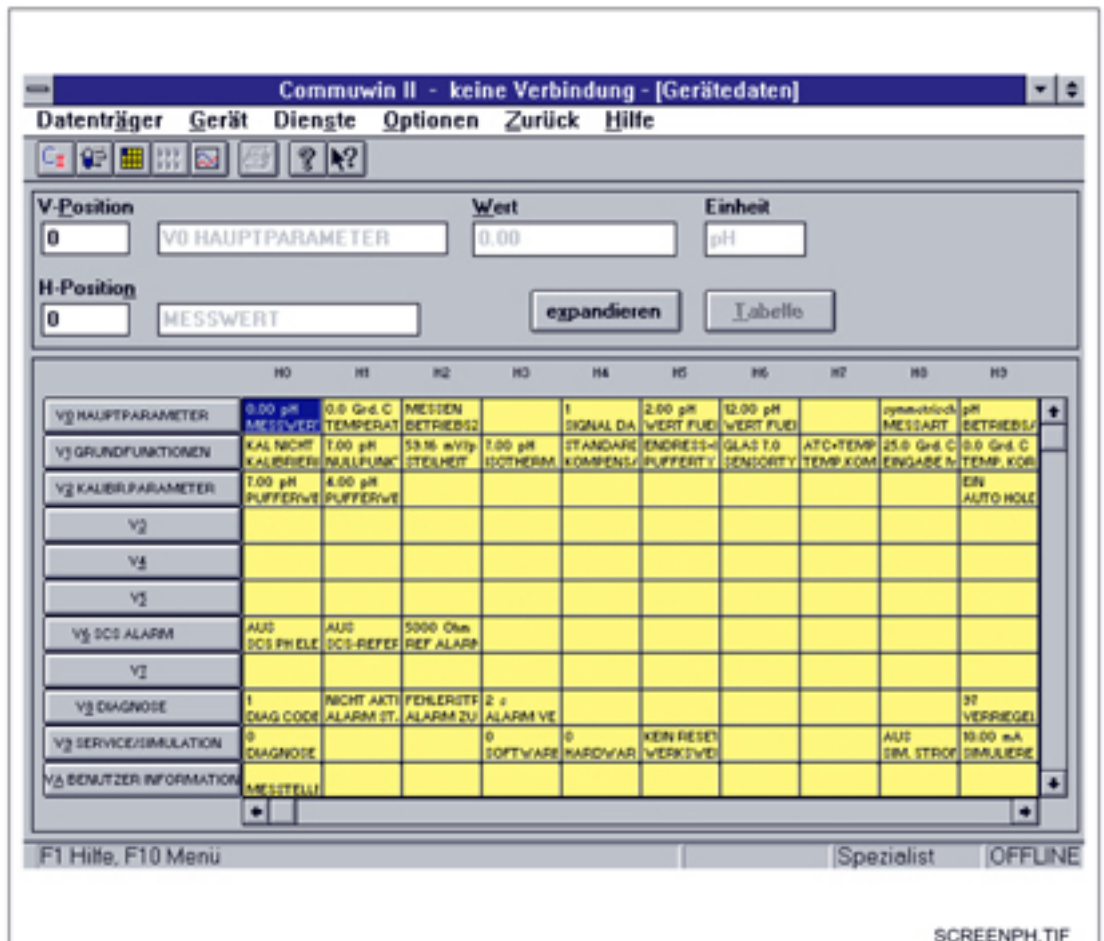 Commuwin II - keine Verbindung - [Gerätedaten]
Datenträger Gerät Dienste Optionen Zurück Hilfe
V-Position Wert Einheit
0 V0 HAUPTPARAMETER 0.00 pH
H-Position
0 MESSWERT expandieren Tabelle
H0 H1 H2 H3 H4 H5 H6 H7 H8 H9
V0 HAUPTPARAMETER
0.00 pH 0.0 Grd. C MESSEN 1 2.00 pH 12.00 pH symmetrisch pH
MESSWERT TEMPERAT BETRIEBSZ SIGNAL DA WERT FUE WERT FUE MESSART BETRIEBS
V1 GRUNDFUNKTIONEN
KAL NICHT 7.00 pH 59.16 mV/p 7.00 pH STANDARD ENDRESS+ GLAS 7.0 ATC+TEMP 25.0 Grd. C 0.0 Grd. C
KALIBRIER NULLPUNK STEILHEIT ISOTHERM. KOMPENSA PUFFERTY SENSORTY TEMP.KOM EINGABE M TEMP. KOR
V2 KALIBR.PARAMETER
7.00 pH 4.00 pH EIN
PUFFERWE PUFFERWE AUTO HOLD
V3
V4
V5
V6 SCS ALARM
AUS AUS 5000 Ohm
SCS PH ELE SCS-REFER REF ALARM
V7
V8 DIAGNOSE
1 NICHT AKTI FEHLERSTR 2 s 97
DIAG CODE ALARM ST. ALARM ZU ALARM VE VERRIEGEL
V9 SERVICE/SIMULATION
0 0 0 KEIN RESET AUS 10.00 mA
DIAGNOSE SOFTWARE HARDWAR WERKSWE SIM. STROM SIMULIERE
VA BENUTZER INFORMATION
MESSTELL
F1 Hilfe, F10 Menü Spezialist OFFLINE
SCREENPH.TIF